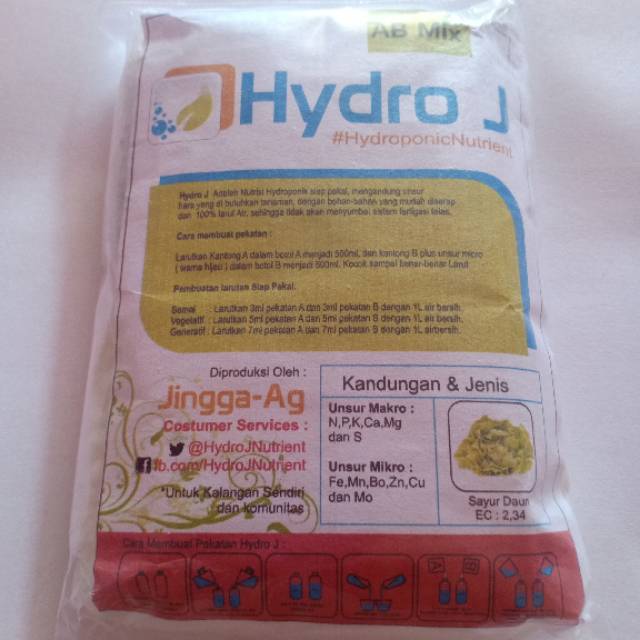 AB Mix
Hydro J
#HydroponicNutrient
Hydro J Adalah Nutrisi Hydroponik siap pakai, mengandung unsur
hara yang di butuhkan tanaman, dengan bahan-bahan yang mudah diserap
dan 100% larut Air, sehingga tidak akan menyumbat sistem fertigasi tetes.
Cara membuat pekatan :
Larutkan Kantong A dalam botol A menjadi 500ml, dan kantong B plus unsur micro
( warna hijau ) dalam botol B menjadi 500ml. Kocok sampai benar-benar Larut
Pembuatan larutan Siap Pakai.
Semai : Larutkan 3ml pekatan A dan 3ml pekatan B dengan 1L air bersih.
Vegetatif : Larutkan 5ml pekatan A dan 5ml pekatan B dengan 1L air bersih.
Generatif : Larutkan 7ml pekatan A dan 7ml pekatan B dengan 1L airbersih.
Diproduksi Oleh :
Jingga-Ag
Costumer Services :
@HydroJNutrient
fb.com/HydroJNutrient
*Untuk Kalangan Sendiri
dan komunitas
Kandungan & Jenis
Unsur Makro :
N,P,K,Ca,Mg
dan S
Unsur Mikro :
Fe,Mn,Bo,Zn,Cu
dan Mo
Sayur Daun
EC : 2,34
Cara Membuat Pekatan Hydro J :
A B